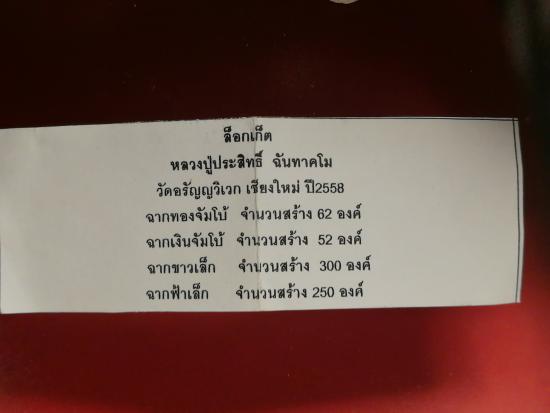 ล็อกเก็ต
หลวงปู่ประสิทธิ์ ฉันทาคโม
วัดอรัญญวิเวก เชียงใหม่ ปี2558
ฉากทองจัมโบ้ จำนวนสร้าง 62 องค์
ฉากเงินจัมโบ้ จำนวนสร้าง 52 องค์
ฉากขาวเล็ก จำนวนสร้าง 300 องค์
ฉากฟ้าเล็ก จำนวนสร้าง 250 องค์